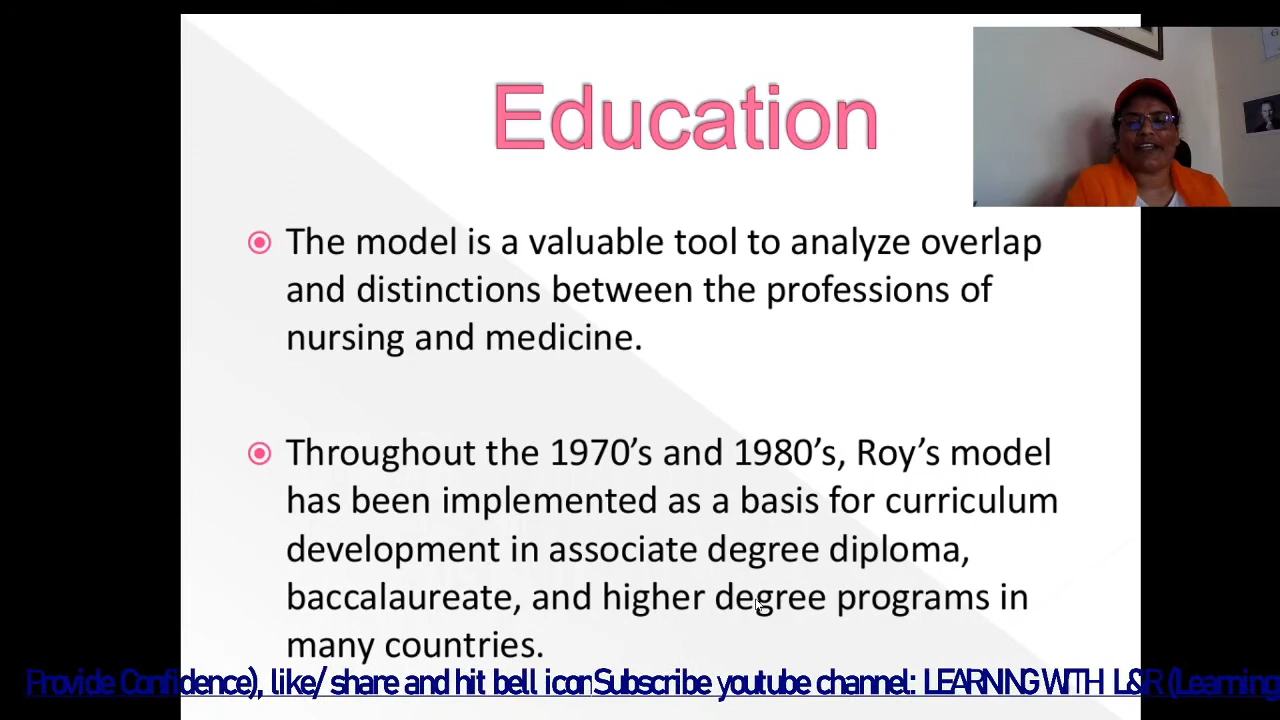 Education
The model is a valuable tool to analyze overlap
and distinctions between the professions of
nursing and medicine.
Throughout the 1970’s and 1980’s, Roy’s model
has been implemented as a basis for curriculum
development in associate degree diploma,
baccalaureate, and higher degree programs in
many countries.
Provide Confidence), like/ share and hit bell iconSubscribe youtube channel: LEARNING WITH L&R (Learning